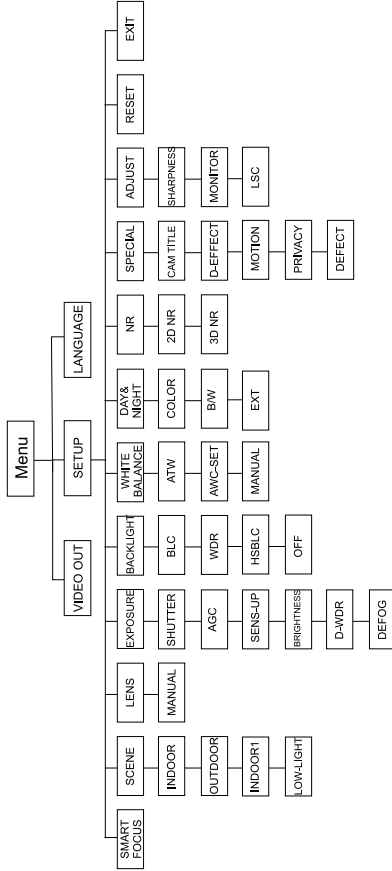 Menu
VIDEO OUT
SETUP
LANGUAGE
SMART
FOCUS
SCENE
INDOOR
OUTDOOR
INDOOR1
LOW-LIGHT
LENS
MANUAL
EXPOSURE
SHUTTER
AGC
SENS-UP
BRIGHTNESS
D-WDR
DEFOG
BACKLIGHT
BLC
WDR
HSBLC
OFF
WHITE
BALANCE
ATW
AWC-SET
MANUAL
DAY&
NIGHT
COLOR
B/W
EXT
NR
2D NR
3D NR
SPECIAL
CAM TITLE
D-EFFECT
MOTION
PRIVACY
DEFECT
ADJUST
SHARPNESS
MONITOR
LSC
RESET
EXIT